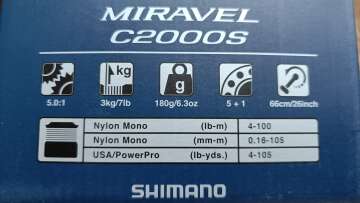 MIRAVEL
C2000S
kg
g
5.0:1 3kg/7lb 180g/6.3oz 5 + 1 66cm/26inch
Nylon Mono (lb-m) 4-100
Nylon Mono (mm-m) 0.16-105
USA/PowerPro (lb-yds.) 4-105
SHIMANO